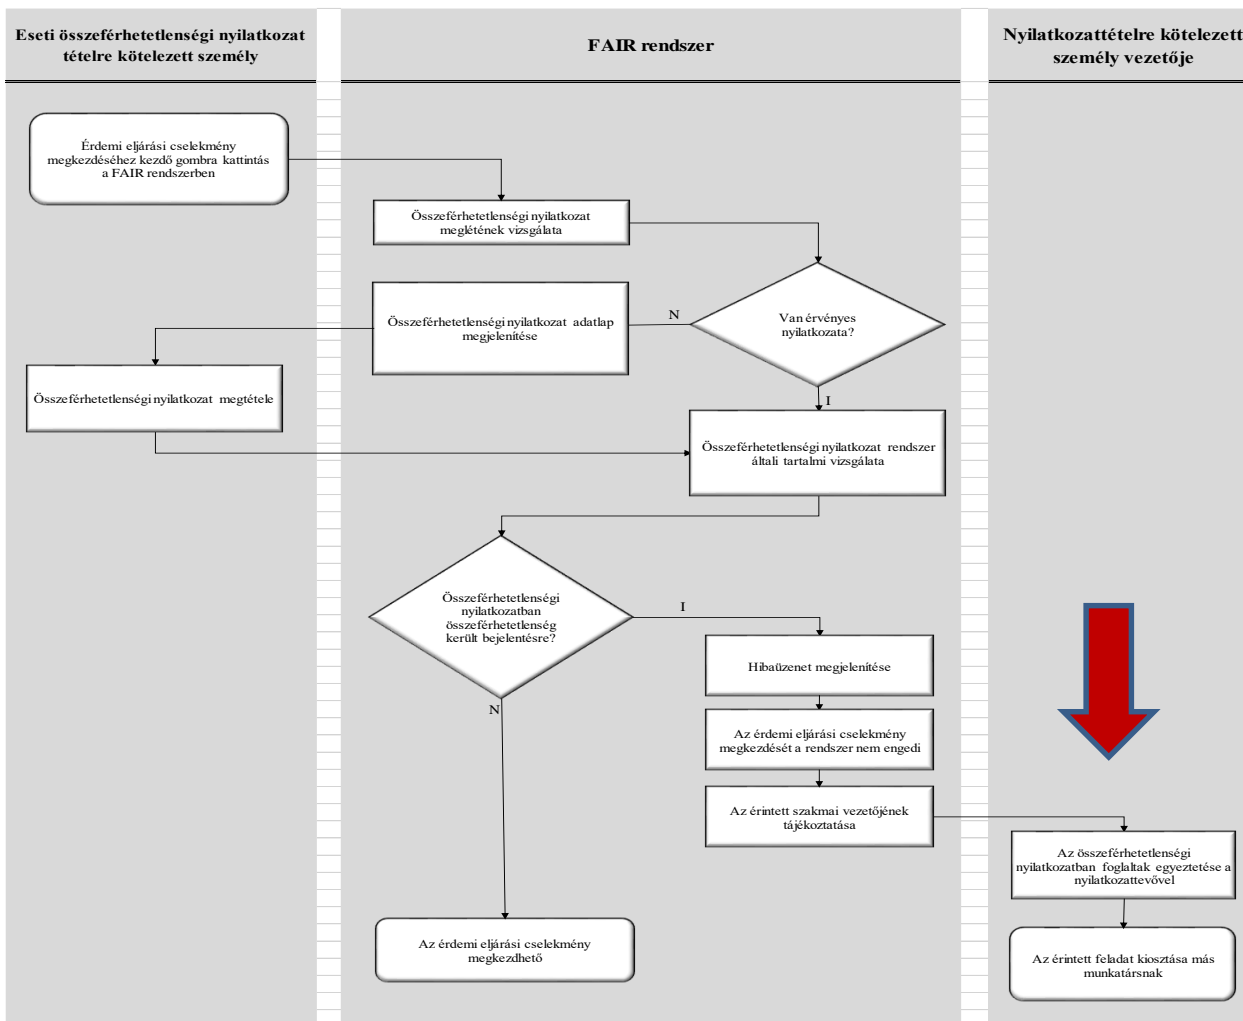 Eseti összeférhetetlenségi nyilatkozat
tételre kötelezett személy
FAIR rendszer
Nyilatkozattételre kötelezett
személy vezetője
Érdemi eljárási cselekmény
megkezdéséhez kezdő gombra kattintás
a FAIR rendszerben
Összeférhetetlenségi nyilatkozat
meglétének vizsgálata
Van érvényes
nyilatkozata?
N
Összeférhetetlenségi nyilatkozat adatlap
megjelenítése
Összeférhetetlenségi nyilatkozat megtétele
I
Összeférhetetlenségi nyilatkozat rendszer
általi tartalmi vizsgálata
Összeférhetetlenségi
nyilatkozatban
összeférhetetlenség
került bejelentésre?
I
N
Hibaüzenet megjelenítése
Az érdemi eljárási cselekmény
megkezdését a rendszer nem engedi
Az érintett szakmai vezetőjének
tájékoztatása
Az összeférhetetlenségi
nyilatkozatban foglaltak egyeztetése a
nyilatkozattevővel
Az érdemi eljárási cselekmény
megkezdhető
Az érintett feladat kiosztása más
munkatársnak